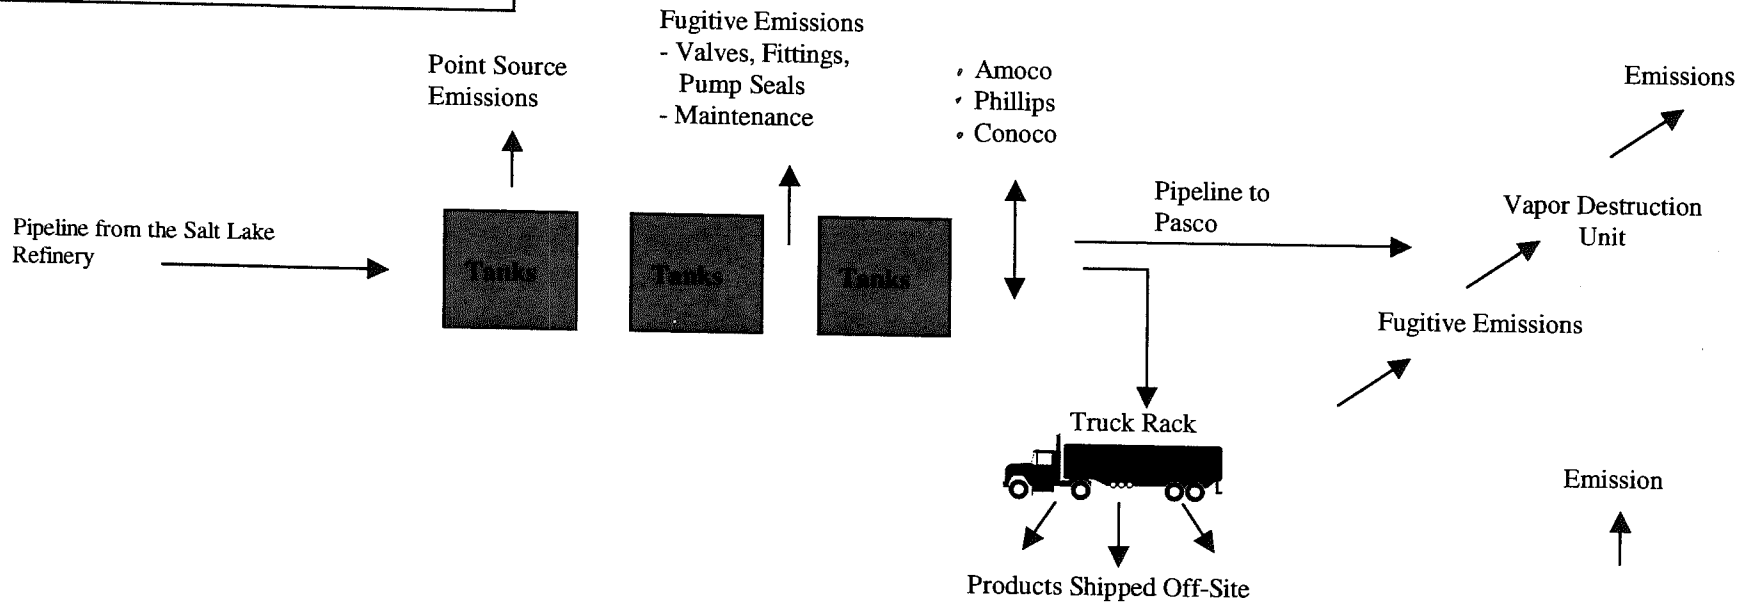 Fugitive Emissions
- Valves, Fittings,
Pump Seals
- Maintenance
Point Source
Emissions
Amoco
Phillips
Conoco
Emissions
Pipeline to
Pasco
Vapor Destruction
Unit
Pipeline from the Salt Lake
Refinery
Tanks
Tanks
Tanks
Fugitive Emissions
Truck Rack
Emission
Products Shipped Off-Site